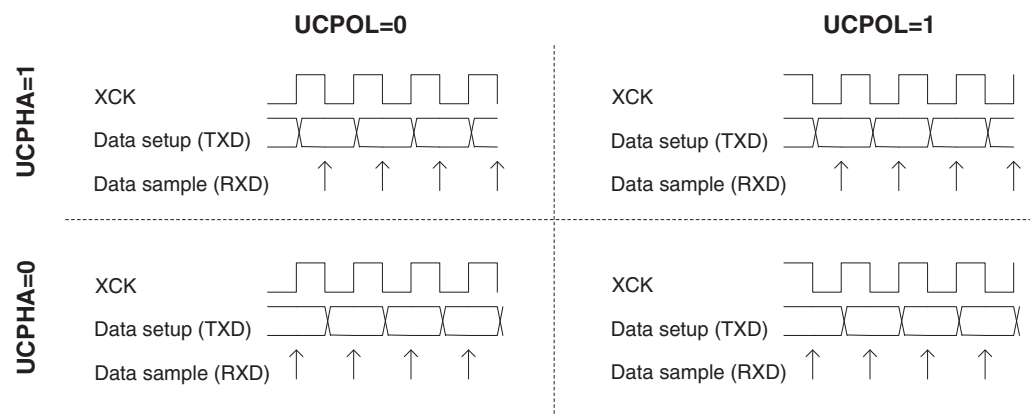 UCPOL=0
UCPOL=1
UCPHA=1
XCK
Data setup (TXD)
Data sample (RXD)
XCK
Data setup (TXD)
Data sample (RXD)
UCPHA=0
XCK
Data setup (TXD)
Data sample (RXD)
XCK
Data setup (TXD)
Data sample (RXD)